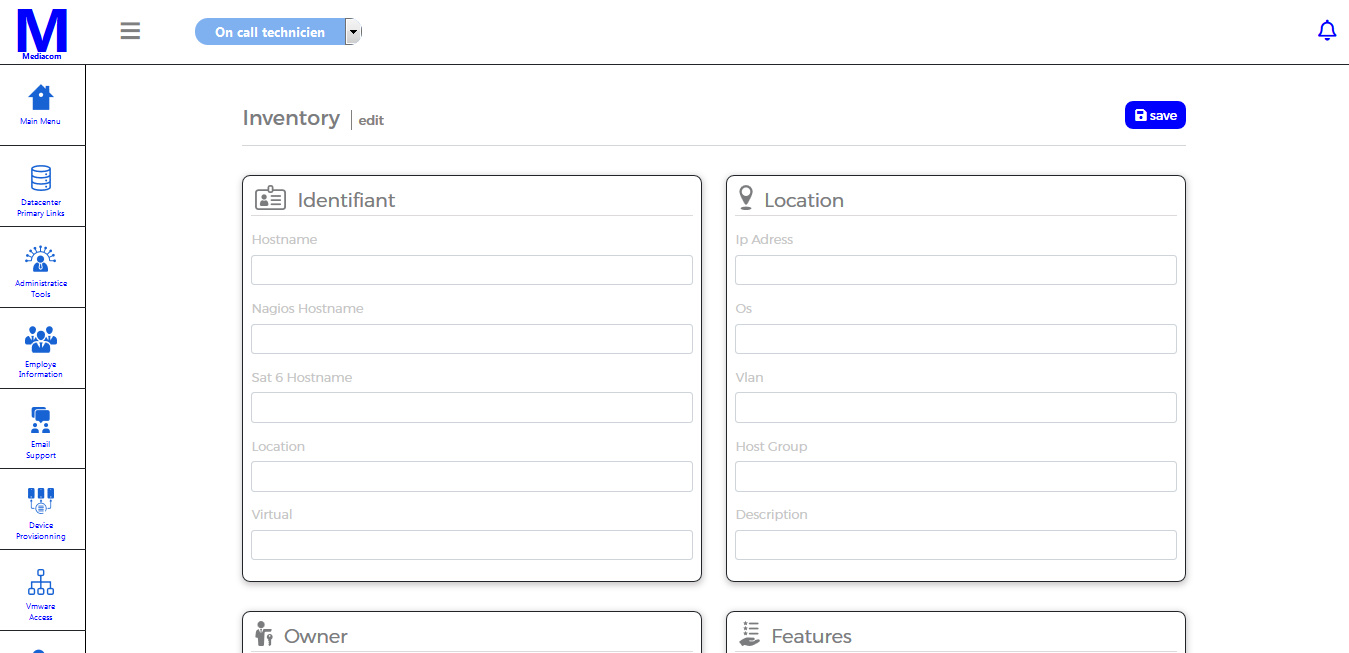 M
Mediacom
On call technicien
Main Menu
Datacenter
Primary Links
Administratice
Tools
Employe
Information
Email
Support
Device
Provisionning
Vmware
Access
Inventory
edit
save
Identifiant
Hostname
Nagios Hostname
Sat 6 Hostname
Location
Virtual
Location
Ip Adress
Os
Vlan
Host Group
Description
Owner
Features